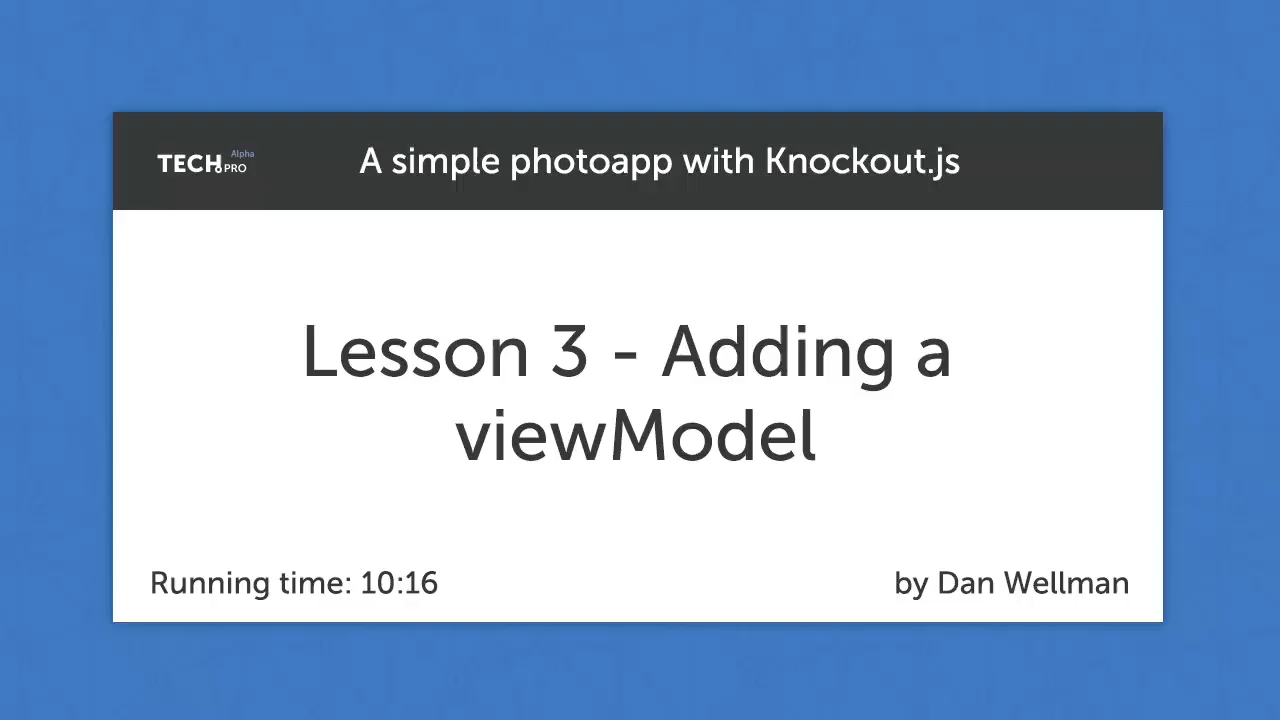 TECH.PRO Alpha
A simple photoapp with Knockout.js
Lesson 3 - Adding a
viewModel
Running time: 10:16
by Dan Wellman